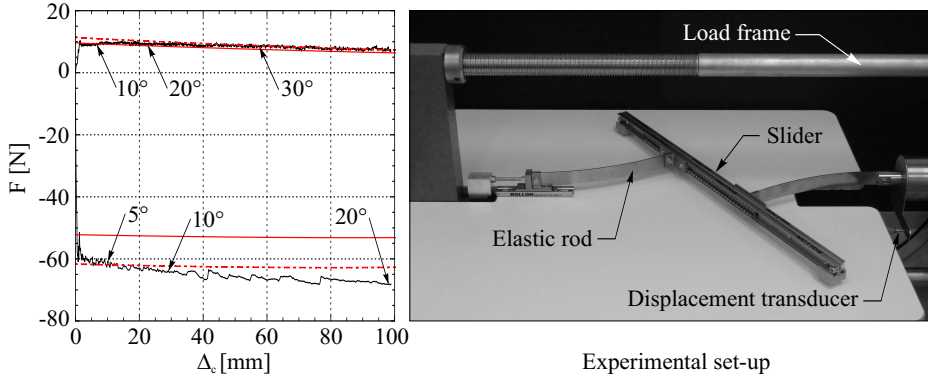 20
0
-20
-40
-60
-80
F [N]
10°
20°
30°
5°
10°
20°
0
20
40
60
80
100
Δc [mm]
Load frame
Slider
ROLLON
Elastic rod
Displacement transducer
Experimental set-up